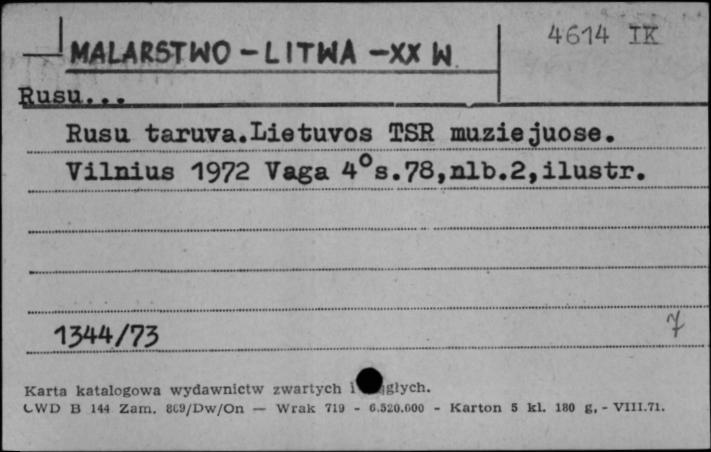 4614 IK
MALARSTWO – LITWA – XX W.
Rusu...
Rusu taruva.Lietuvos TSR muziejuose.
Vilnius 1972 Vaga 4°s.78,nlb.2,ilustr.
1344/73
7
Karta katalogowa wydawnictw zwartych i głych.
CWD B 144 Zam. 869/Dw/On — Wrak 719 - 6.520.000 - Karton 5 kl. 180 g, - VIII.71.